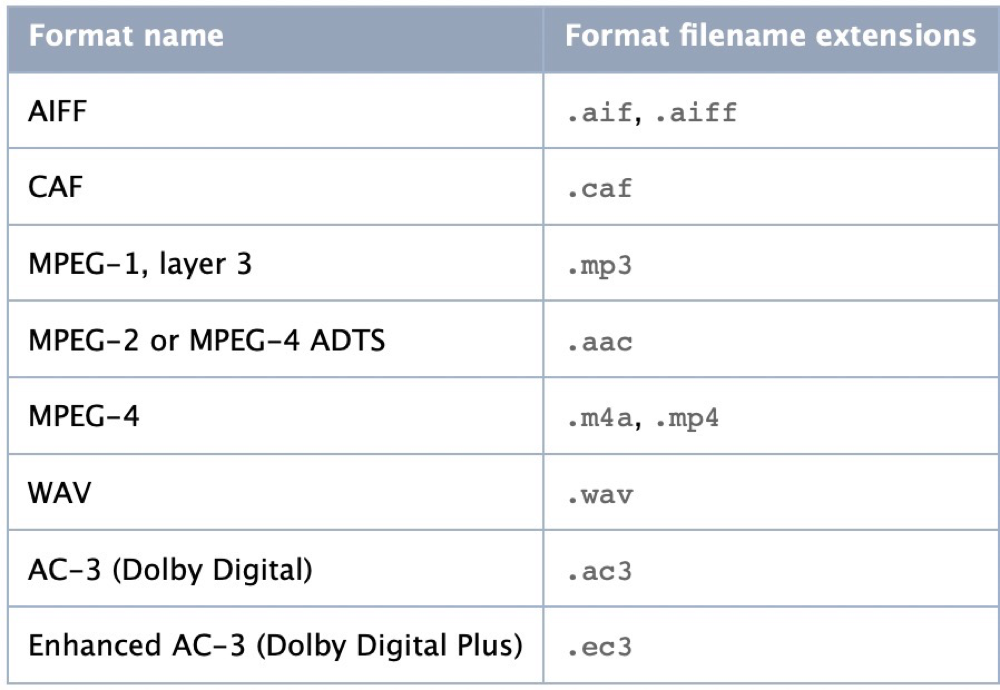 Format name Format filename extensions
AIFF .aif, .aiff
CAF .caf
MPEG-1, layer 3 .mp3
MPEG-2 or MPEG-4 ADTS .aac
MPEG-4 .m4a, .mp4
WAV .wav
AC-3 (Dolby Digital) .ac3
Enhanced AC-3 (Dolby Digital Plus) .ec3